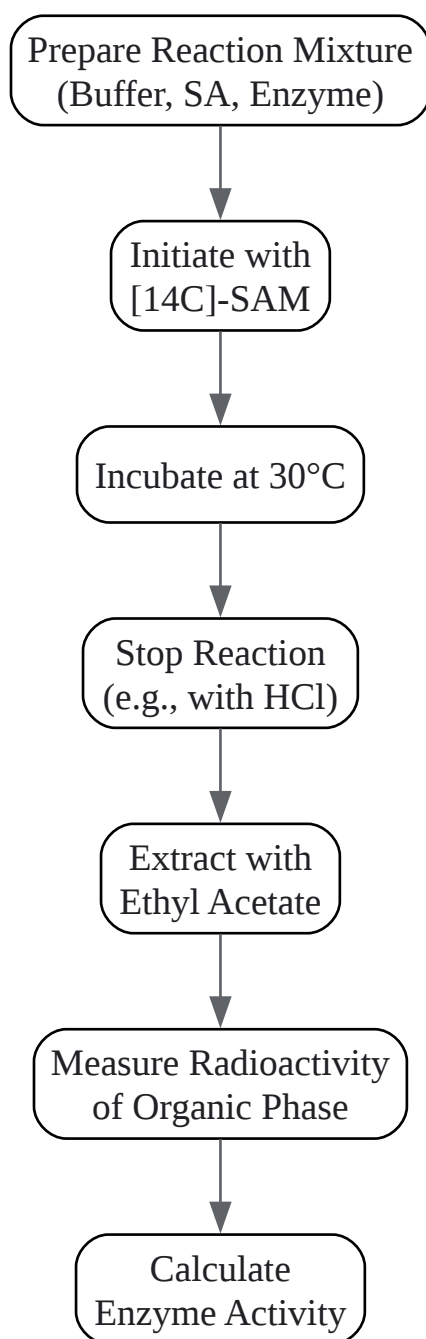 Prepare Reaction Mixture
(Buffer, SA, Enzyme)
Initiate with
[14C]-SAM
Incubate at 30°C
Stop Reaction
(e.g., with HCl)
Extract with
Ethyl Acetate
Measure Radioactivity
of Organic Phase
Calculate
Enzyme Activity